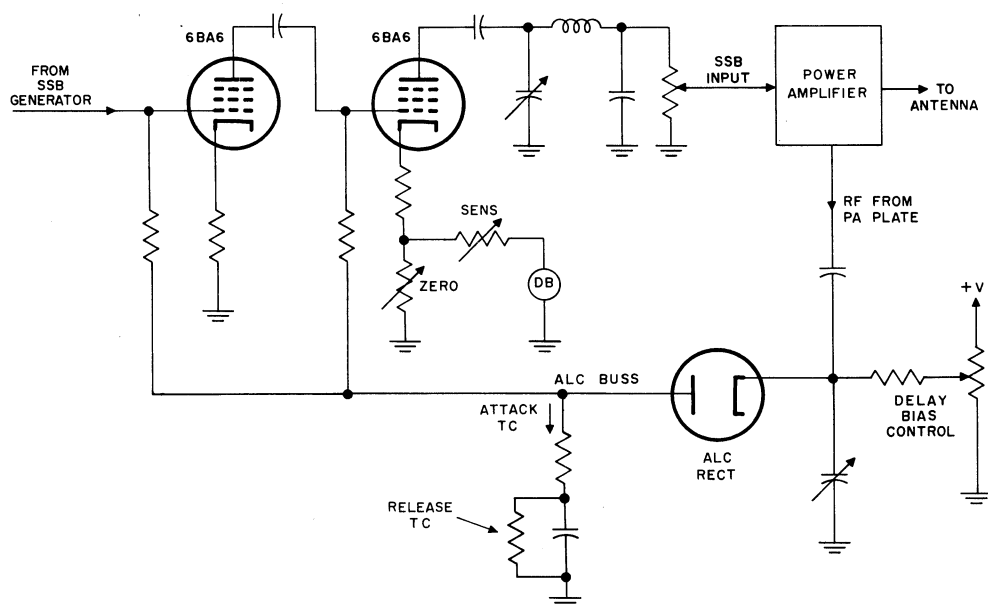 6BA6
6BA6
FROM
SSB
GENERATOR
SSB
INPUT
POWER
AMPLIFIER
TO
ANTENNA
RF FROM
PA PLATE
SENS
ZERO
DB
+V
ALC BUSS
ATTACK
TC
DELAY
BIAS
CONTROL
ALC
RECT
RELEASE
TC